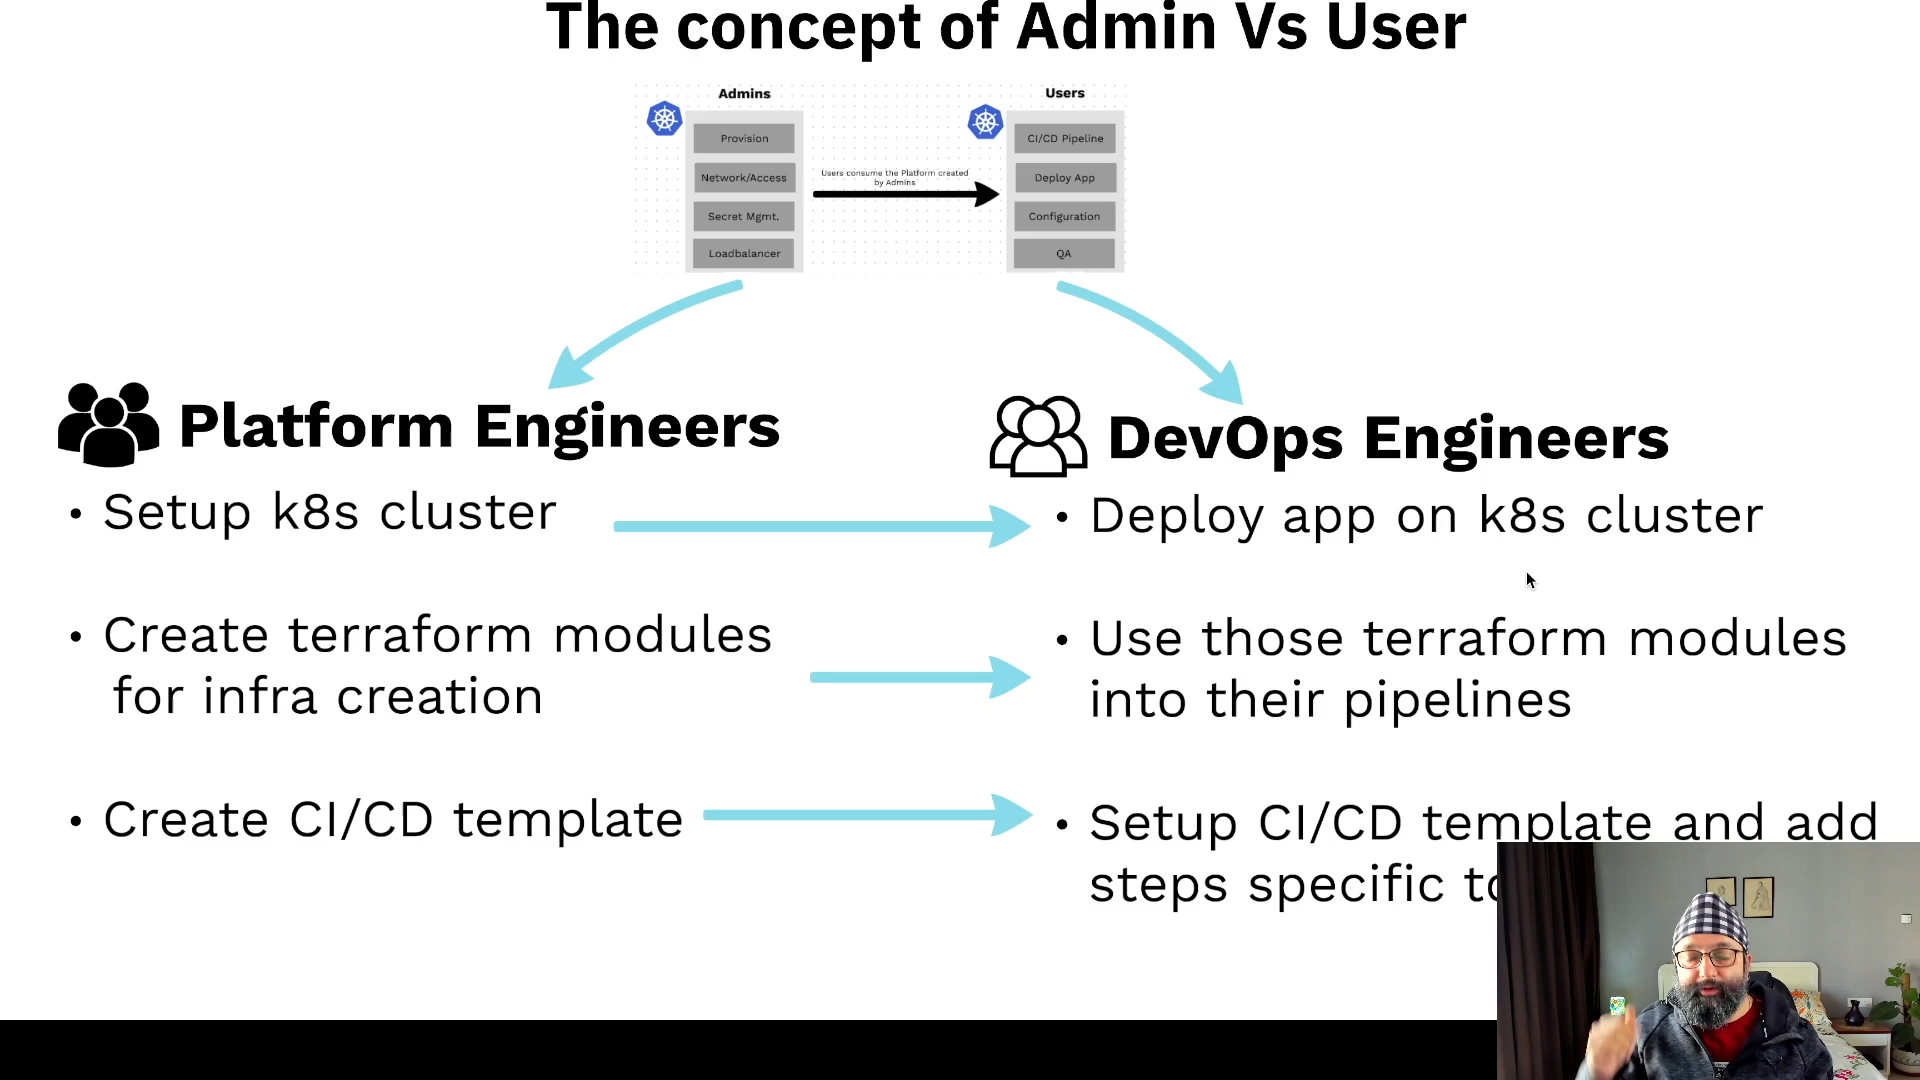 The concept of Admin Vs User
Admins
Provision
Network/Access
Secret Mgmt.
Loadbalancer
Users consume the Platform created
by Admins
Users
CI/CD Pipeline
Deploy App
Configuration
QA
Platform Engineers
• Setup k8s cluster
• Create terraform modules
for infra creation
• Create CI/CD template
DevOps Engineers
• Deploy app on k8s cluster
• Use those terraform modules
into their pipelines
• Setup CI/CD template and add
steps specific